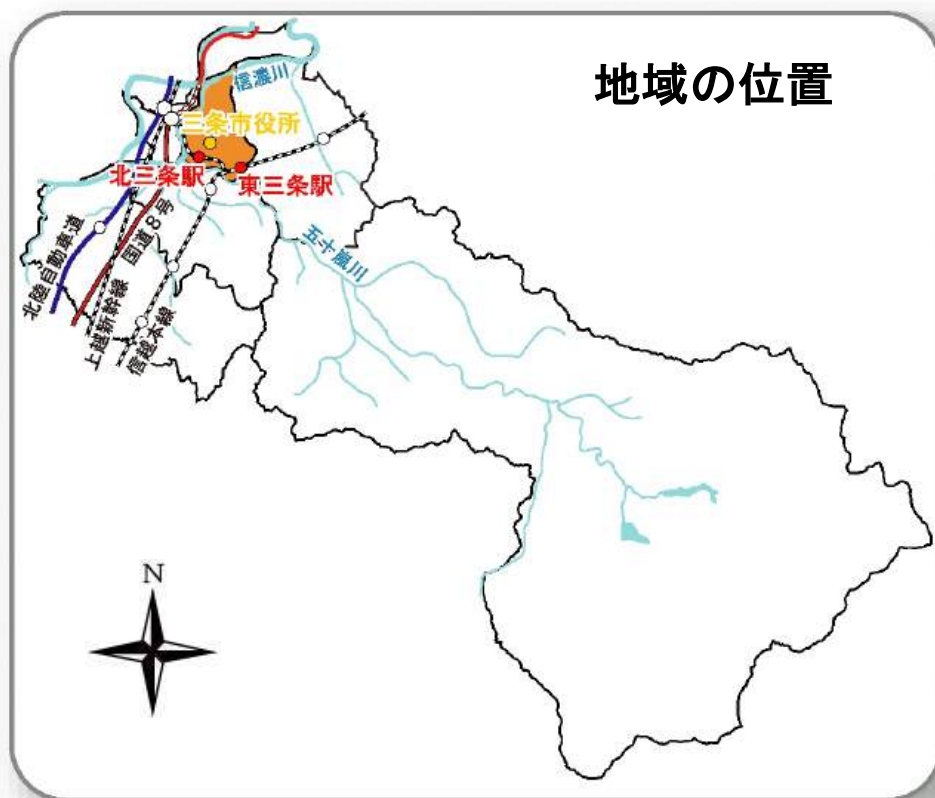 地域の位置
信濃川
三条市役所
北三条駅
東三条駅
五十嵐川
北陸自動車道
国道8号
上越新幹線
信越本線
N